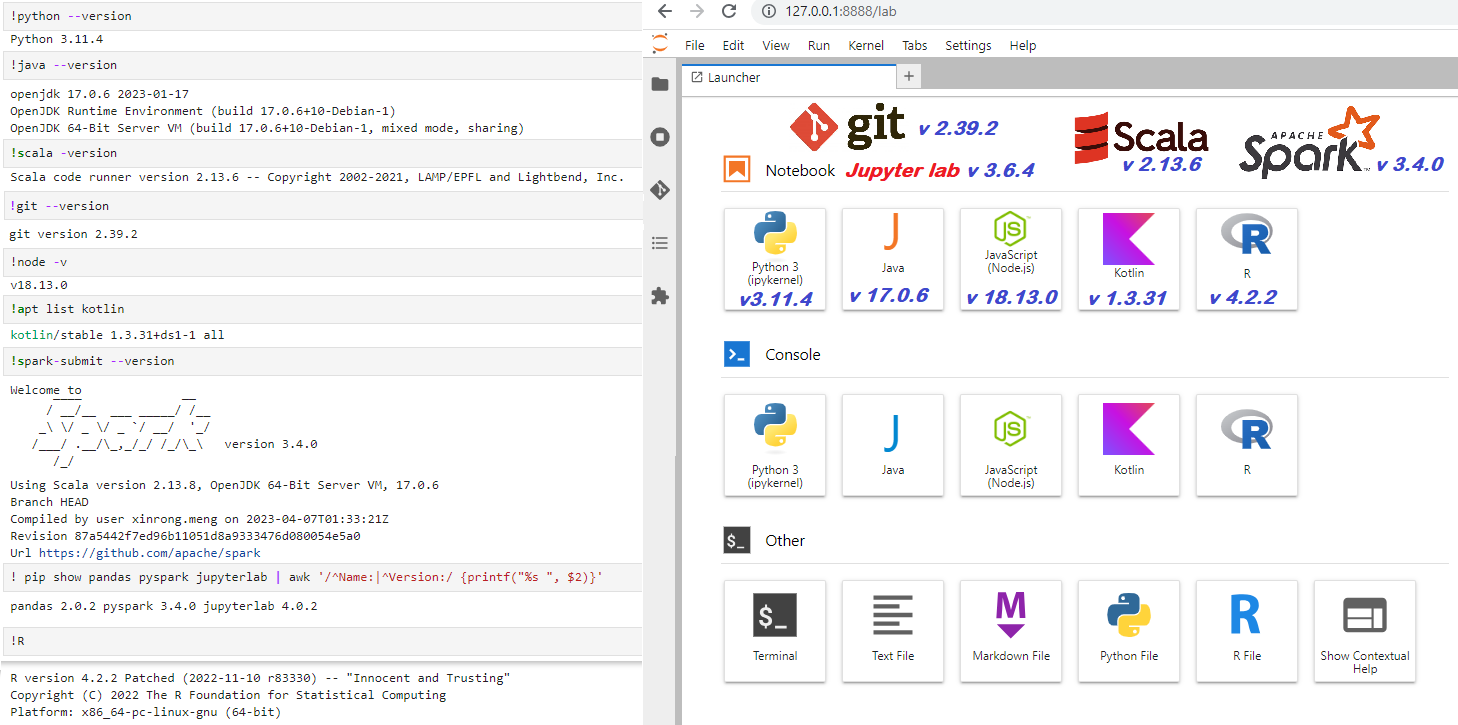 !python --version
Python 3.11.4
!java --version
openjdk 17.0.6 2023-01-17
OpenJDK Runtime Environment (build 17.0.6+10-Debian-1)
OpenJDK 64-Bit Server VM (build 17.0.6+10-Debian-1, mixed mode, sharing)
!scala -version
Scala code runner version 2.13.6 -- Copyright 2002-2021, LAMP/EPFL and Lightbend, Inc.
!git --version
git version 2.39.2
!node -v
v18.13.0
!apt list kotlin
kotlin/stable 1.3.31+ds1-1 all
!spark-submit --version
Welcome to
      ____              __
     / __/__  ___ _____/ /__
    _\ \/ _ \/ _ `/ __/  '_/
   /___/ .__/\_,_/_/ /_/\_\   version 3.4.0
      /_/
Using Scala version 2.13.8, OpenJDK 64-Bit Server VM, 17.0.6
Branch HEAD
Compiled by user xinrong.meng on 2023-04-07T01:33:21Z
Revision 87a5442f7ed96b11051d8a9333476d080054e5a0
Url https://github.com/apache/spark
! pip show pandas pyspark jupyterlab | awk '/^Name:|^Version:/ {printf("%s ", $2)}'
pandas 2.0.2 pyspark 3.4.0 jupyterlab 4.0.2
!R
R version 4.2.2 Patched (2022-11-10 r83330) -- "Innocent and Trusting"
Copyright (C) 2022 The R Foundation for Statistical Computing
Platform: x86_64-pc-linux-gnu (64-bit)
127.0.0.1:8888/lab
File Edit View Run Kernel Tabs Settings Help
Launcher
git v 2.39.2
Scala
v 2.13.6
APACHE
Spark™ v 3.4.0
Notebook Jupyter lab v 3.6.4
Python 3
(ipykernel)
v3.11.4
J
Java
v 17.0.6
JS
JavaScript
(Node.js)
v 18.13.0
Kotlin
v 1.3.31
R
R
v 4.2.2
Console
Python 3
(ipykernel)
J
Java
JS
JavaScript
(Node.js)
Kotlin
R
R
$_ Other
$_
Terminal
Text File
M
Markdown File
Python File
R
R File
Show Contextual
Help